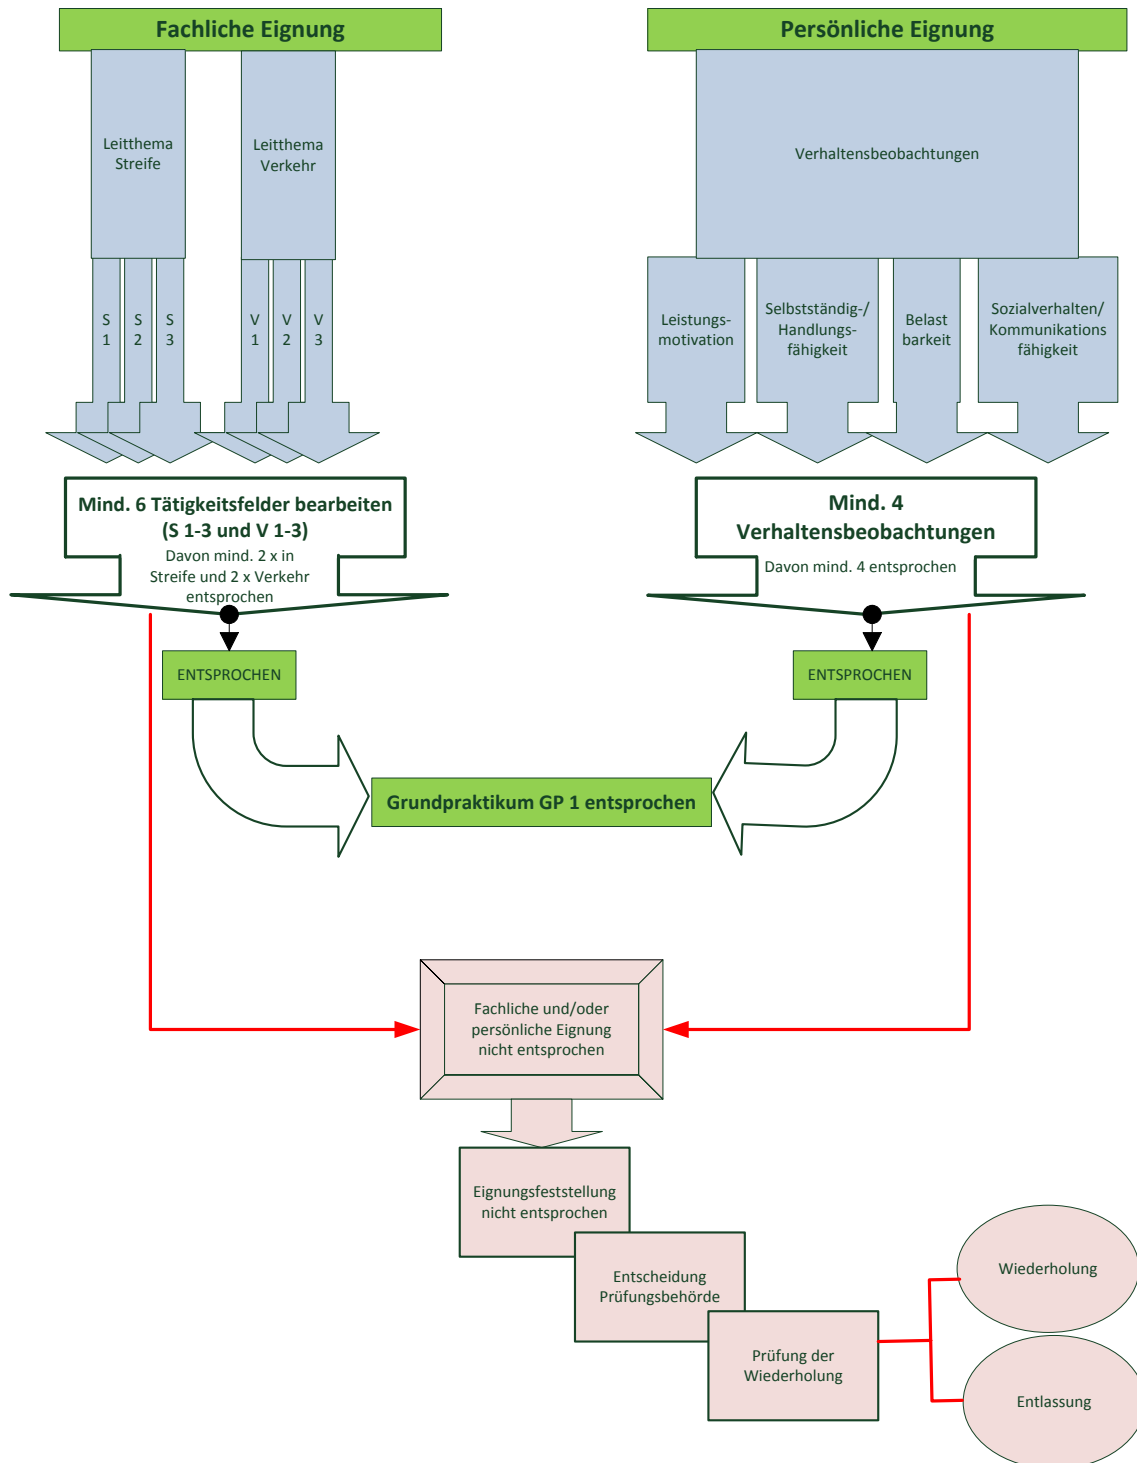 Fachliche Eignung
Persönliche Eignung
Leitthema
Streife
Leitthema
Verkehr
Verhaltensbeobachtungen
S
1
S
2
S
3
V
1
V
2
V
3
Leistungs-
motivation
Selbstständig-/
Handlungs-
fähigkeit
Belast
barkeit
Sozialverhalten/
Kommunikations
fähigkeit
Mind. 6 Tätigkeitsfelder bearbeiten
(S 1-3 und V 1-3)
Davon mind. 2 x in
Streife und 2 x Verkehr
entsprochen
Mind. 4
Verhaltensbeobachtungen
Davon mind. 4 entsprochen
ENTSPROCHEN
ENTSPROCHEN
Grundpraktikum GP 1 entsprochen
Fachliche und/oder
persönliche Eignung
nicht entsprochen
Eignungsfeststellung
nicht entsprochen
Entscheidung
Prüfungsbehörde
Prüfung der
Wiederholung
Wiederholung
Entlassung